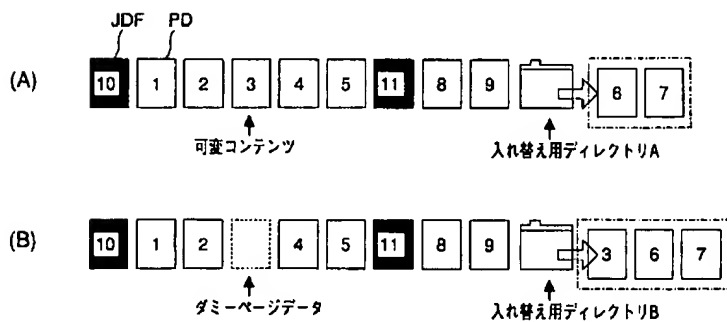 JDF PD
(A) 10 1 2 3 4 5 11 8 9 6 7
可変コンテンツ 入れ替え用ディレクトリA
(B) 10 1 2 4 5 11 8 9 3 6 7
ダミーページデータ 入れ替え用ディレクトリB